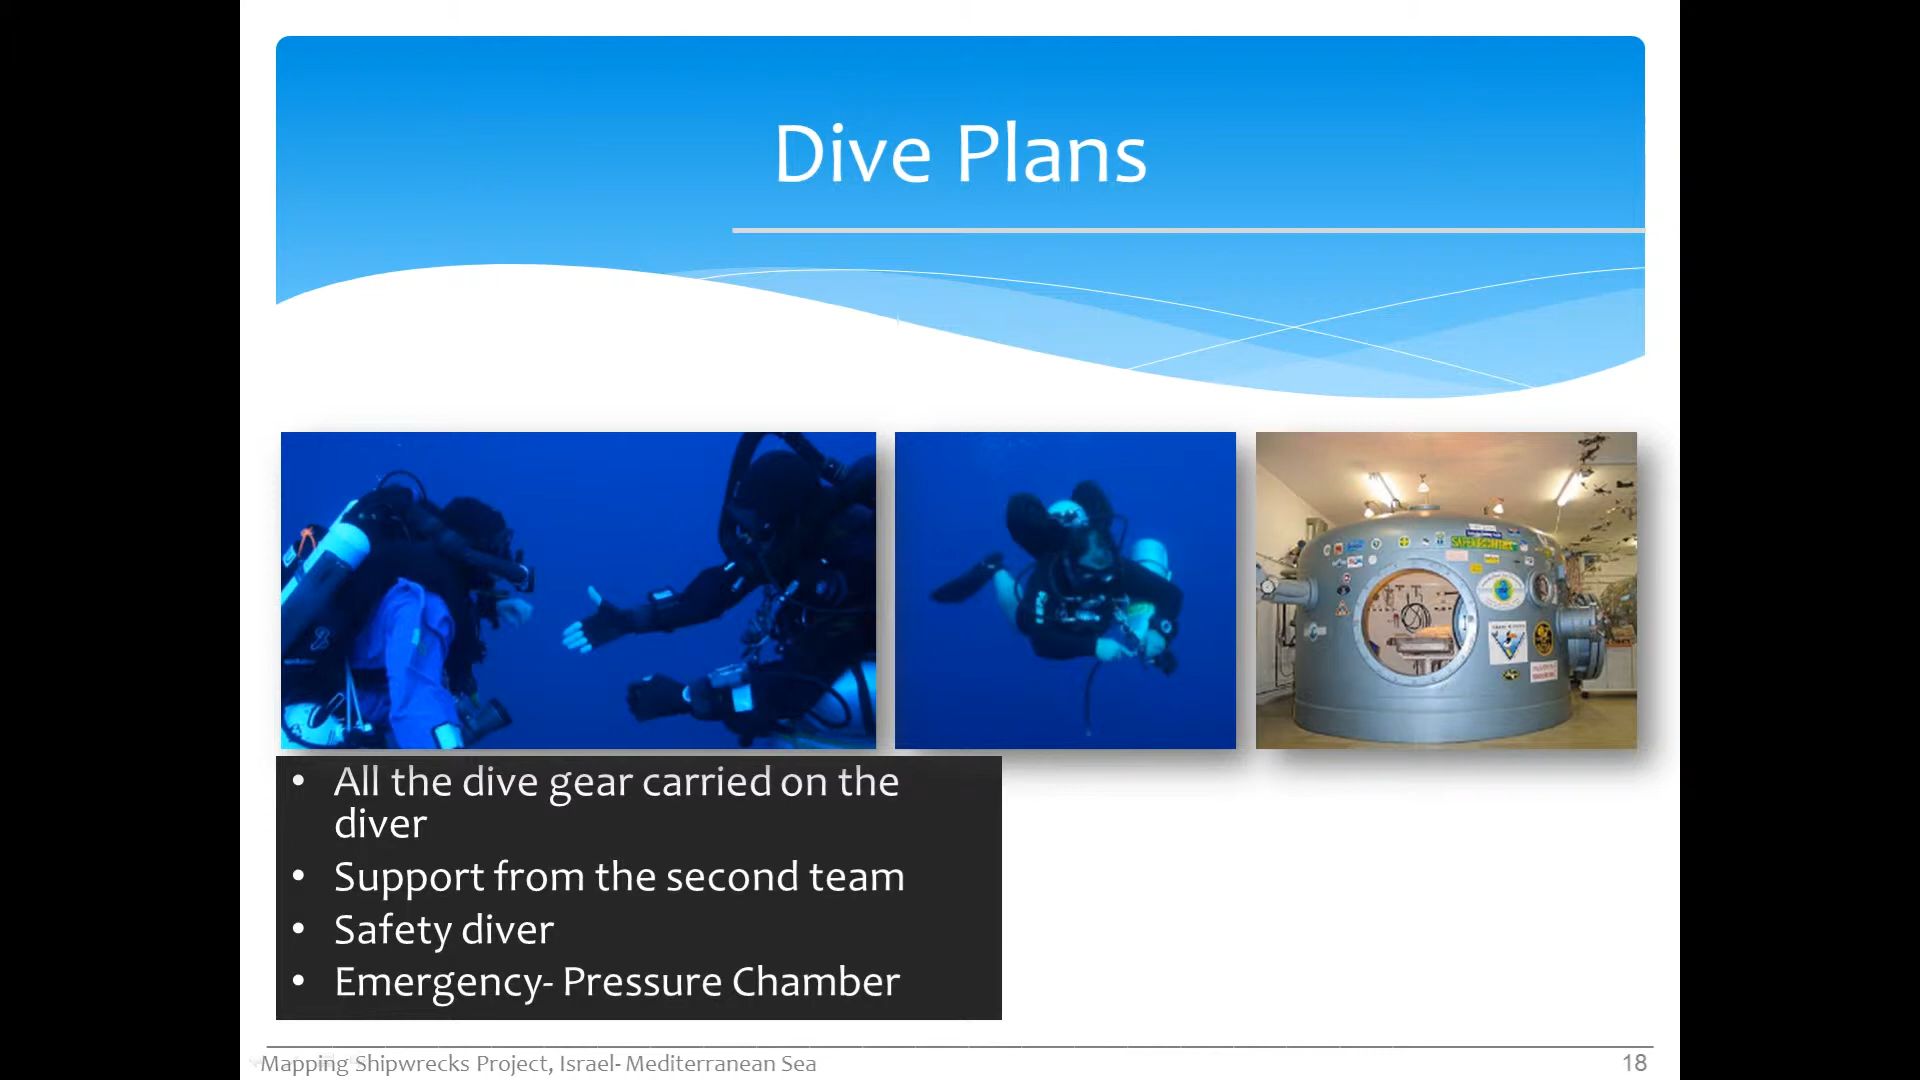 Dive Plans
• All the dive gear carried on the
diver
• Support from the second team
• Safety diver
• Emergency- Pressure Chamber
Mapping Shipwrecks Project, Israel- Mediterranean Sea
18